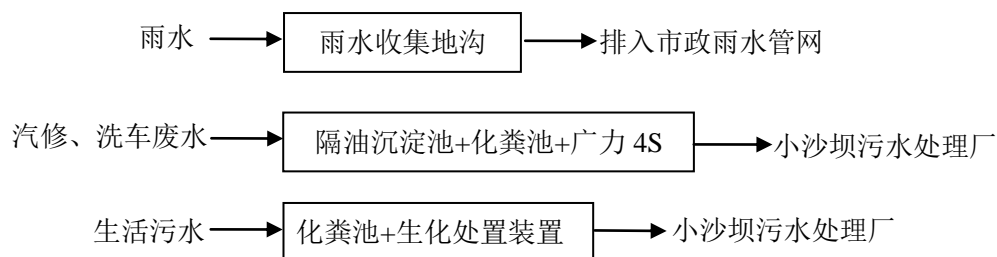 雨水 雨水收集地沟 排入市政雨水管网
汽修、洗车废水 隔油沉淀池+化粪池+广力 4S 小沙坝污水处理厂
生活污水 化粪池+生化处置装置 小沙坝污水处理厂